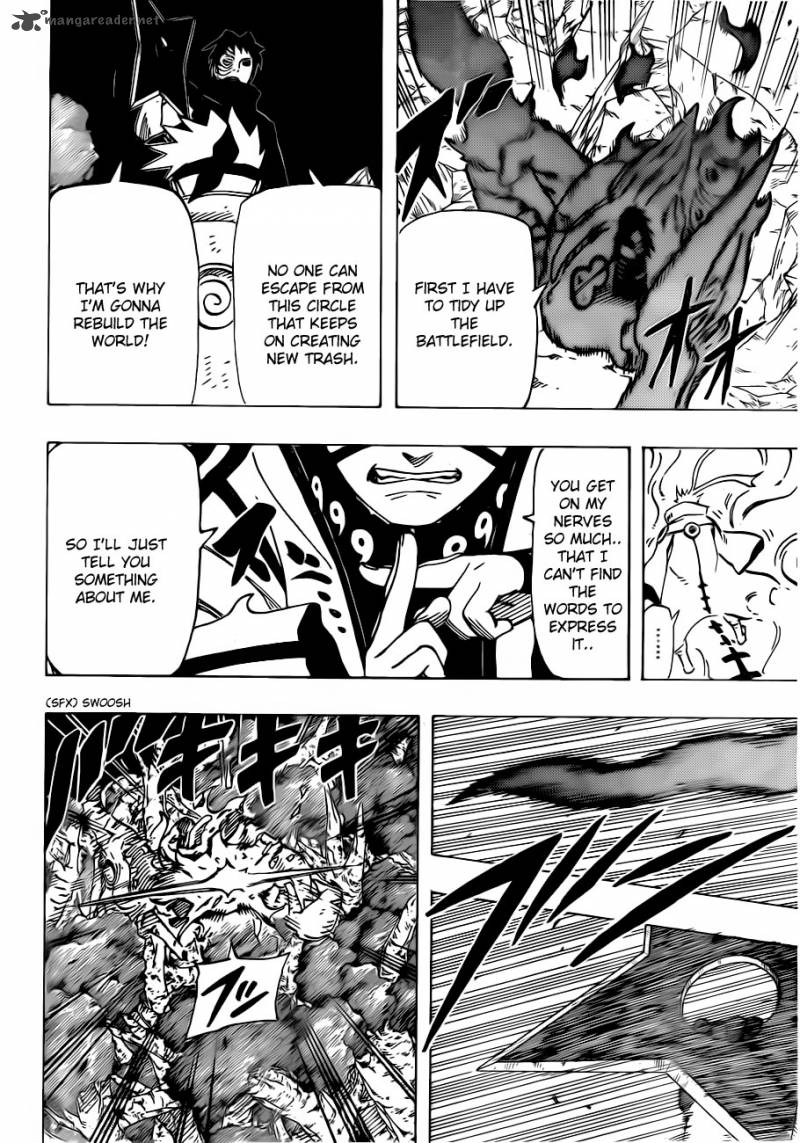 mangareader.net
FIRST I HAVE
TO TIDY UP
THE
BATTLEFIELD.
NO ONE CAN
ESCAPE FROM
THIS CIRCLE
THAT KEEPS
ON CREATING
NEW TRASH.
THAT'S WHY
I'M GONNA
REBUILD THE
WORLD!
......
YOU GET
ON MY
NERVES
SO MUCH..
THAT I
CAN'T FIND
THE
WORDS TO
EXPRESS
IT..
SO I'LL JUST
TELL YOU
SOMETHING
ABOUT ME.
(SFX) SWOOSH